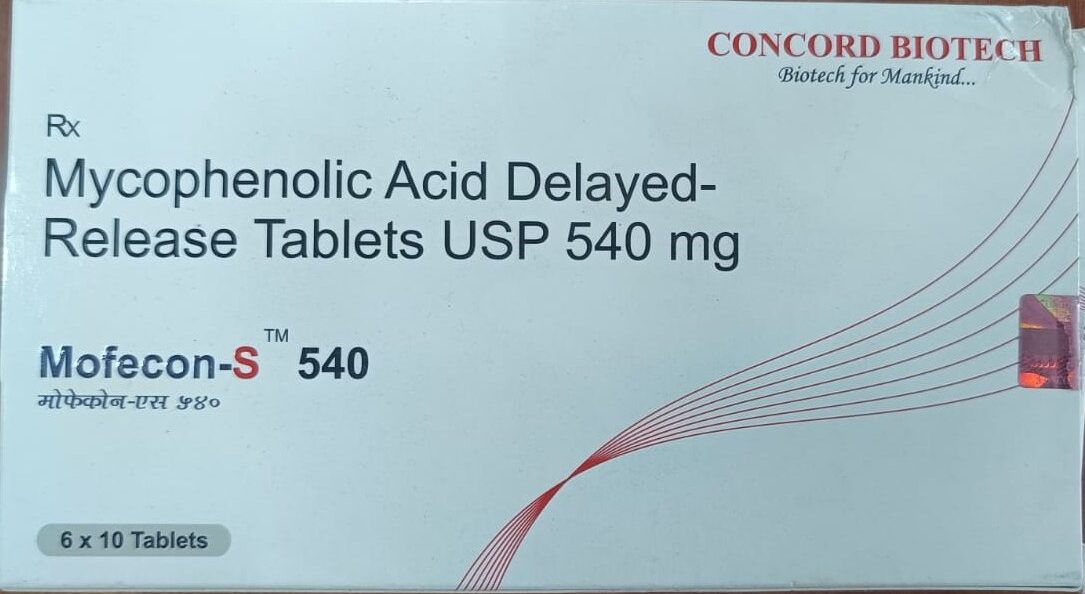 CONCORD BIOTECH
Biotech for Mankind...
Rx
Mycophenolic Acid Delayed-
Release Tablets USP 540 mg
Mofecon-S™ 540
मोफेकोन-एस ५४०
6 x 10 Tablets